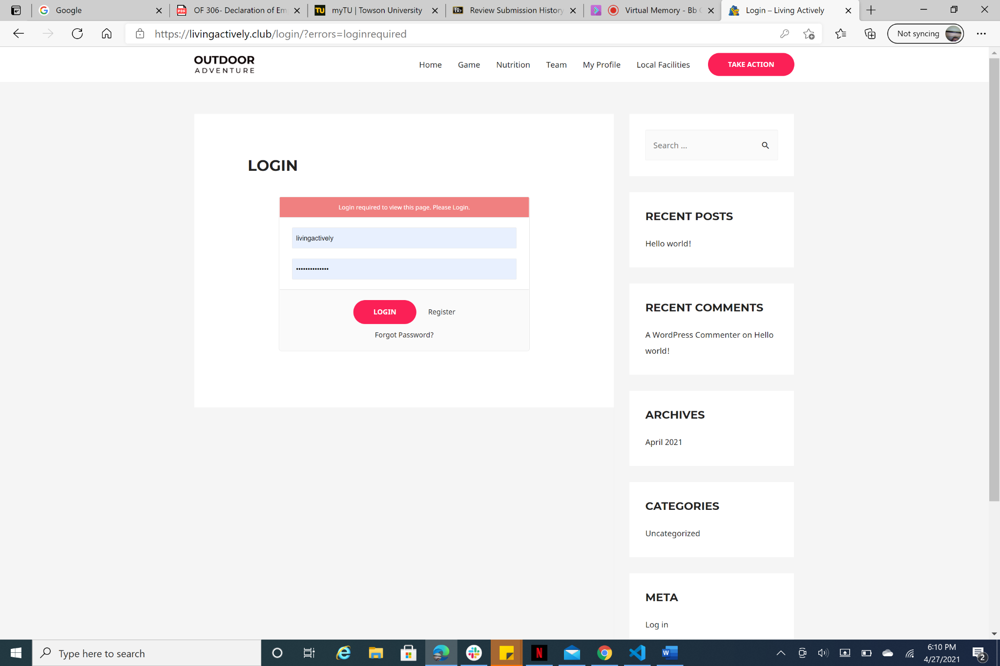 Google
OF 306- Declaration of Em
myTU | Towson University
Review Submission History
Virtual Memory - Bb C
Login – Living Actively
https://livingactively.club/login/?errors=loginrequired
Not syncing
OUTDOOR
ADVENTURE
Home
Game
Nutrition
Team
My Profile
Local Facilities
TAKE ACTION
LOGIN
Login required to view this page. Please Login.
livingactively
••••••••••••••
LOGIN
Register
Forgot Password?
Search ...
RECENT POSTS
Hello world!
RECENT COMMENTS
A WordPress Commenter on Hello
world!
ARCHIVES
April 2021
CATEGORIES
Uncategorized
META
Log in
Type here to search
6:10 PM
4/27/2021
2